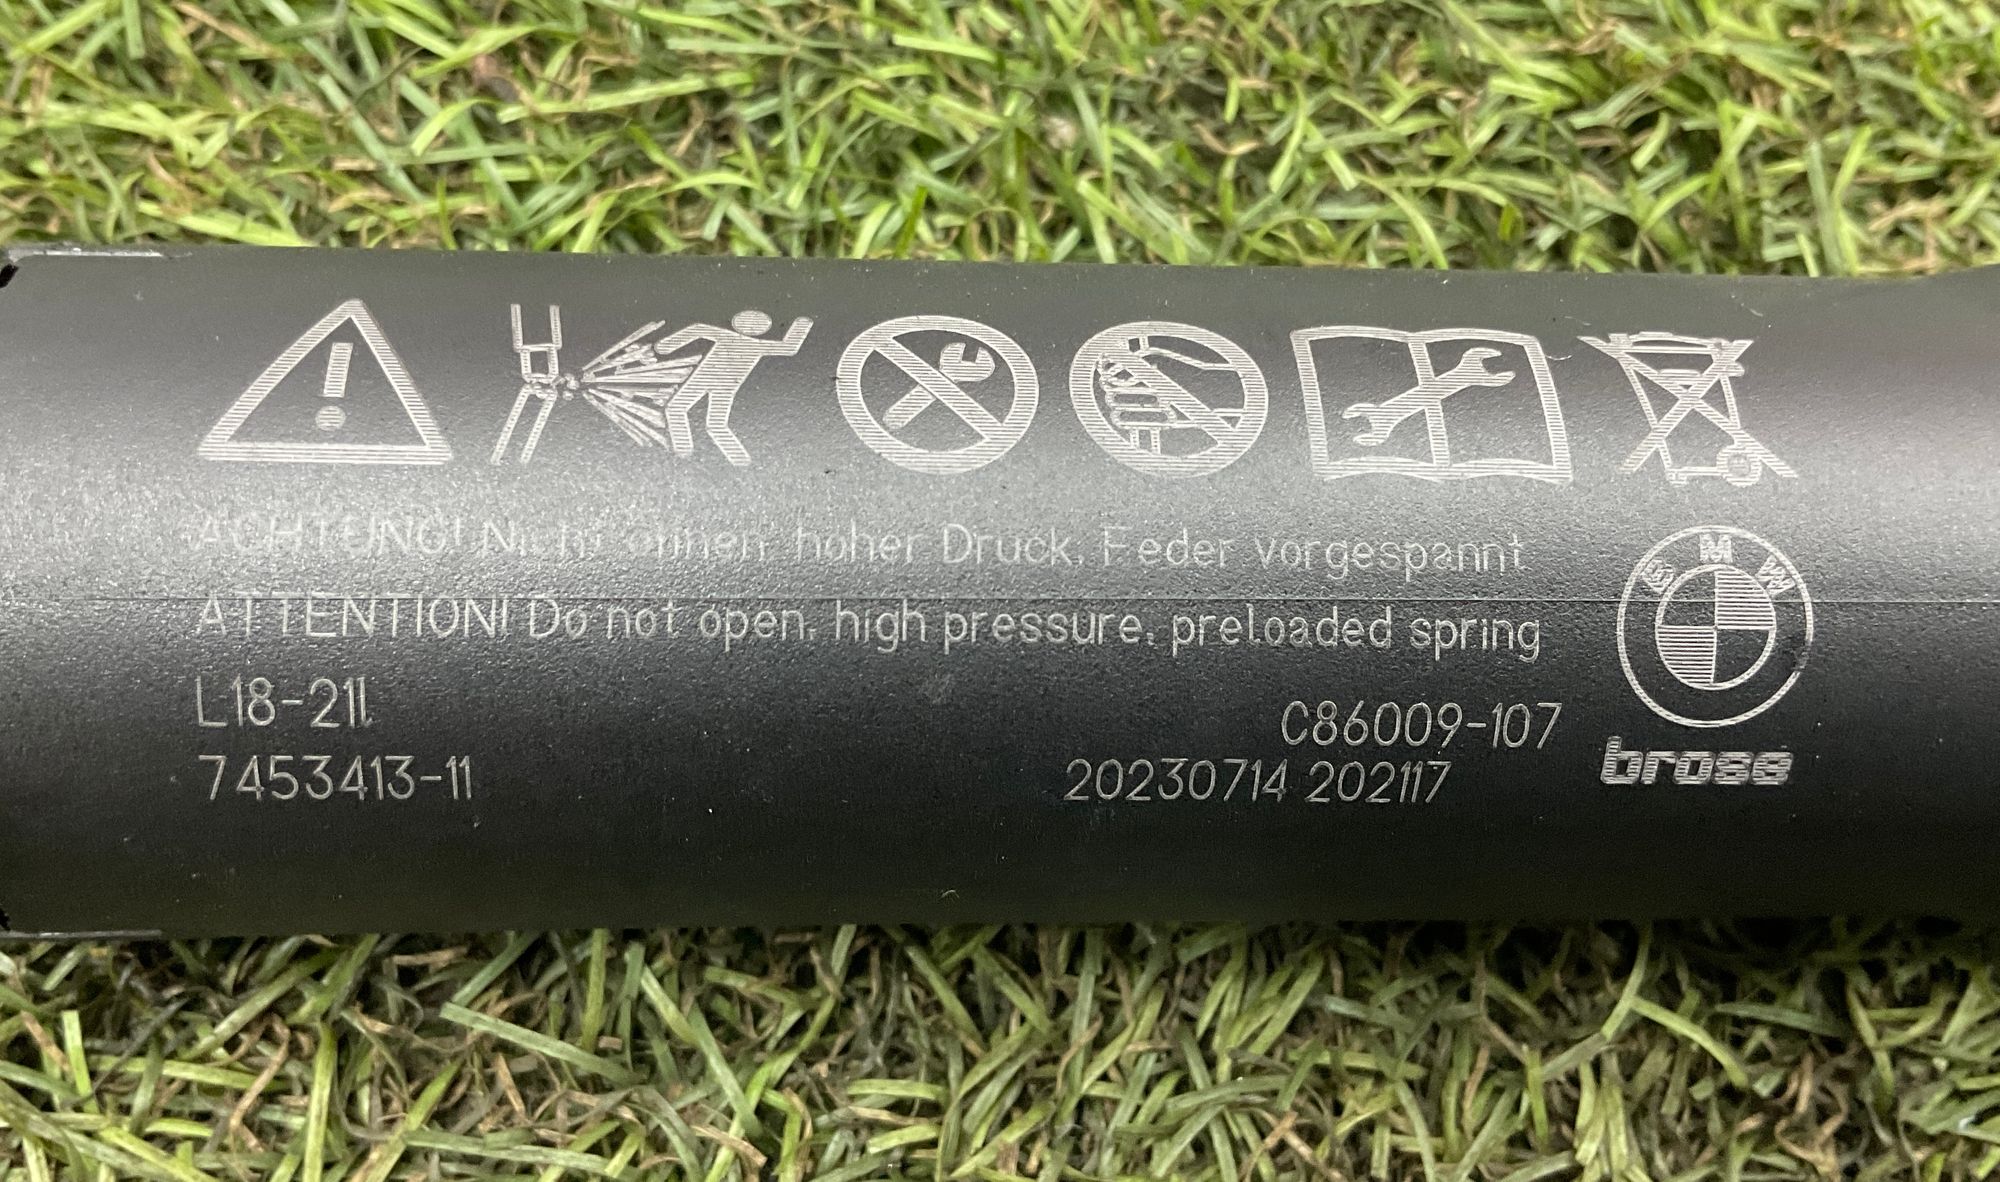 ACHTUNG! Nicht öffnen, hoher Druck, Feder vorgespannt
ATTENTION! Do not open, high pressure, preloaded spring
L18-21l
7453413-11
C86009-107
20230714 202117
BMW
brose